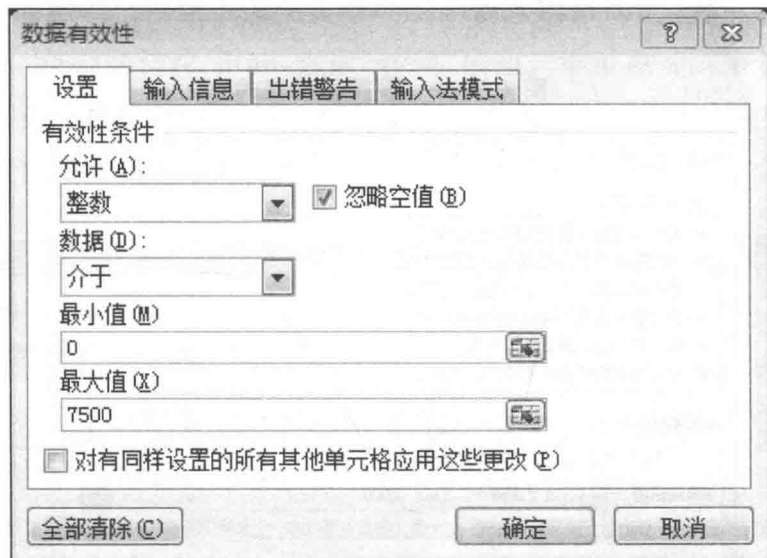 数据有效性
设置 输入信息 出错警告 输入法模式
有效性条件
允许(A):
整数 忽略空值(B)
数据(D):
介于
最小值(M)
0
最大值(X)
7500
对有同样设置的所有其他单元格应用这些更改(P)
全部清除(C) 确定 取消